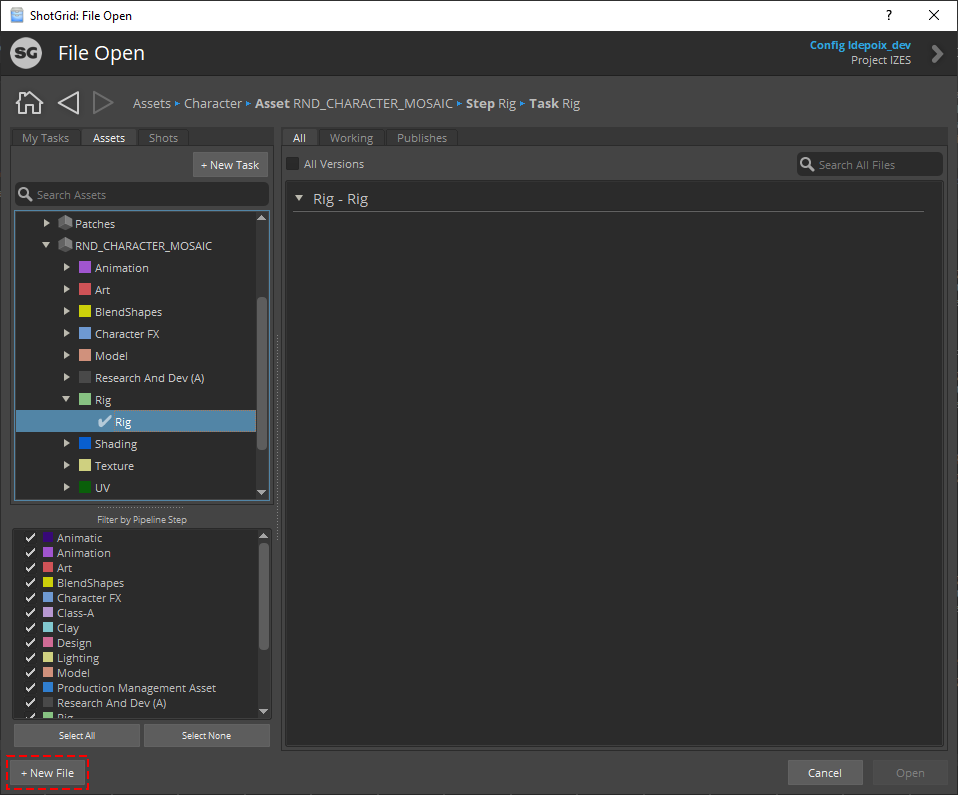 ShotGrid: File Open
?
SG File Open
Config ldepoix_dev
Project IZES
Assets ▸ Character ▸ Asset RND_CHARACTER_MOSAIC ▸ Step Rig ▸ Task Rig
My Tasks Assets Shots
+ New Task
Search Assets
Patches
RND_CHARACTER_MOSAIC
Animation
Art
BlendShapes
Character FX
Model
Research And Dev (A)
Rig
Rig
Shading
Texture
UV
Filter by Pipeline Step
Animatic
Animation
Art
BlendShapes
Character FX
Class-A
Clay
Design
Lighting
Model
Production Management Asset
Research And Dev (A)
Rig
Select All Select None
All Working Publishes
All Versions
Search All Files
Rig - Rig
+ New File
Cancel Open